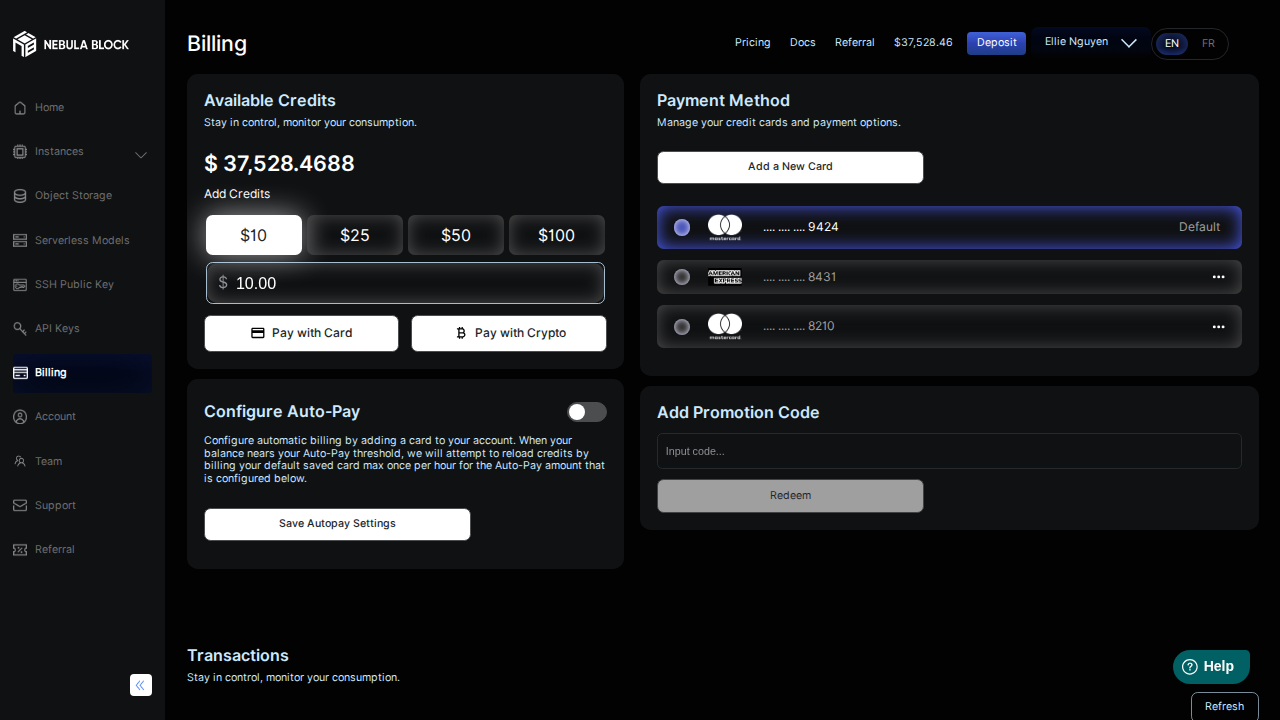 NEBULA BLOCK
Home
Instances
Object Storage
Serverless Models
SSH Public Key
API Keys
Billing
Account
Team
Support
Referral
Billing
Pricing
Docs
Referral
$37,528.46
Deposit
Ellie Nguyen
EN
FR
Available Credits
Stay in control, monitor your consumption.
$ 37,528.4688
Add Credits
$10
$25
$50
$100
$ 10.00
Pay with Card
Pay with Crypto
Configure Auto-Pay
Configure automatic billing by adding a card to your account. When your
balance nears your Auto-Pay threshold, we will attempt to reload credits by
billing your default saved card max once per hour for the Auto-Pay amount that
is configured below.
Save Autopay Settings
Payment Method
Manage your credit cards and payment options.
Add a New Card
mastercard
.... .... .... 9424
Default
AMERICAN
EXPRESS
.... .... .... 8431
mastercard
.... .... .... 8210
Add Promotion Code
Input code...
Redeem
Transactions
Stay in control, monitor your consumption.
Help
Refresh